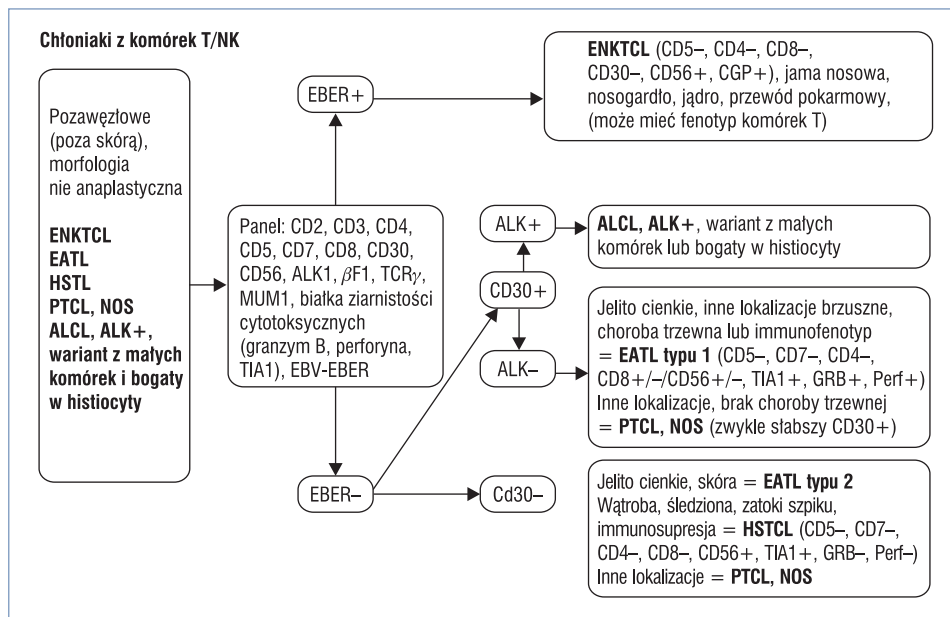 Chłoniaki z komórek T/NK
Pozawęzłowe
(poza skórą),
morfologia
nie anaplastyczna
ENKTCL
EATL
HSTL
PTCL, NOS
ALCL, ALK+,
wariant z małych
komórek i bogaty
w histiocyty
EBER+
Panel: CD2, CD3, CD4,
CD5, CD7, CD8, CD30,
CD56, ALK1, βF1, TCRγ,
MUM1, białka ziarnistości
cytotoksycznych
(granzym B, perforyna,
TIA1), EBV-EBER
EBER–
ENKTCL (CD5–, CD4–, CD8–,
CD30–, CD56+, CGP+), jama nosowa,
nosogardło, jądro, przewód pokarmowy,
(może mieć fenotyp komórek T)
ALK+
CD30+
ALK–
Cd30–
ALCL, ALK+, wariant z małych
komórek lub bogaty w histiocyty
Jelito cienkie, inne lokalizacje brzuszne,
choroba trzewna lub immunofenotyp
= EATL typu 1 (CD5–, CD7–, CD4–,
CD8+/–/CD56+/–, TIA1+, GRB+, Perf+)
Inne lokalizacje, brak choroby trzewnej
= PTCL, NOS (zwykle słabszy CD30+)
Jelito cienkie, skóra = EATL typu 2
Wątroba, śledziona, zatoki szpiku,
immunosupresja = HSTCL (CD5–, CD7–,
CD4–, CD8–, CD56+, TIA1+, GRB–, Perf–)
Inne lokalizacje = PTCL, NOS